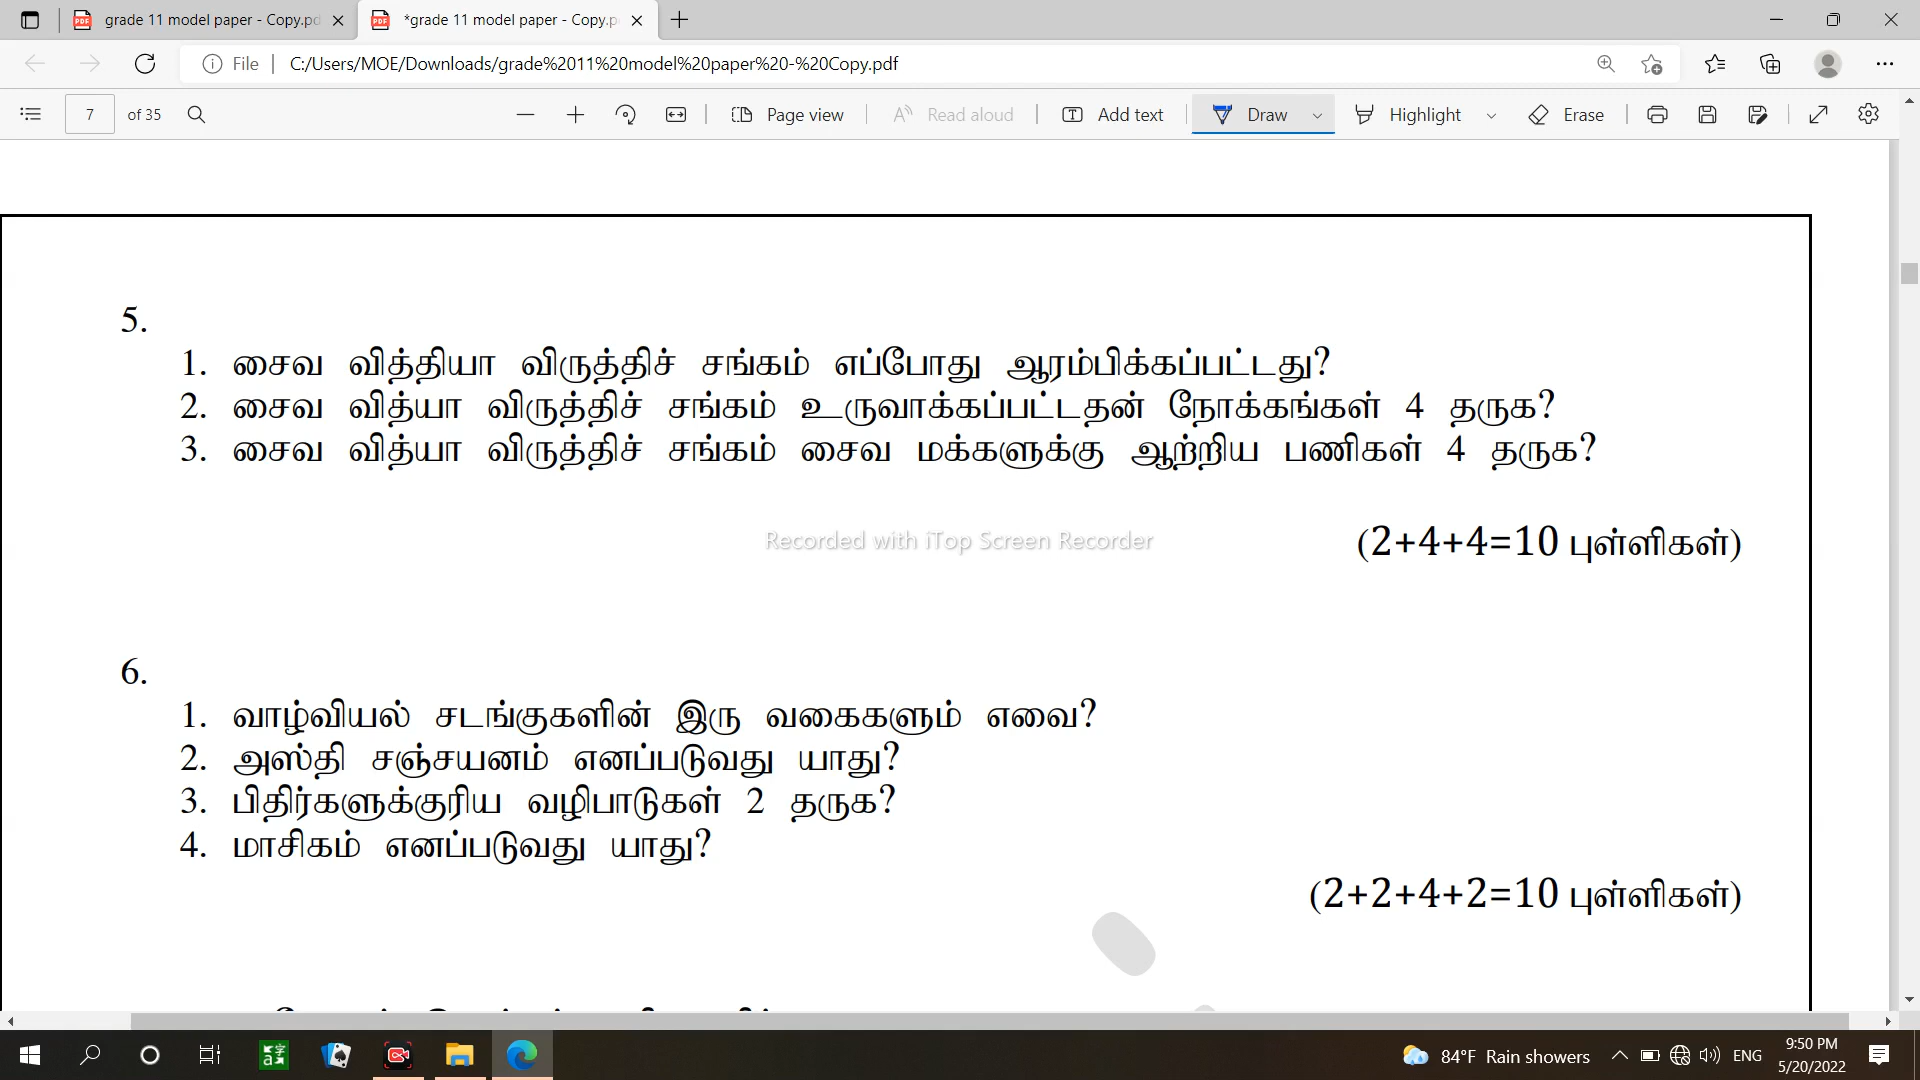 grade 11 model paper - Copy.pd
*grade 11 model paper - Copy.p
File
C:/Users/MOE/Downloads/grade%2011%20model%20paper%20-%20Copy.pdf
7 of 35
Page view
Read aloud
Add text
Draw
Highlight
Erase
5.
1. சைவ வித்தியா விருத்திச் சங்கம் எப்போது ஆரம்பிக்கப்பட்டது?
2. சைவ வித்யா விருத்திச் சங்கம் உருவாக்கப்பட்டதன் நோக்கங்கள் 4 தருக?
3. சைவ வித்யா விருத்திச் சங்கம் சைவ மக்களுக்கு ஆற்றிய பணிகள் 4 தருக?
Recorded with iTop Screen Recorder
(2+4+4=10 புள்ளிகள்)
6.
1. வாழ்வியல் சடங்குகளின் இரு வகைகளும் எவை?
2. அஸ்தி சஞ்சயனம் எனப்படுவது யாது?
3. பிதிர்களுக்குரிய வழிபாடுகள் 2 தருக?
4. மாசிகம் எனப்படுவது யாது?
(2+2+4+2=10 புள்ளிகள்)
84°F Rain showers
ENG
9:50 PM
5/20/2022